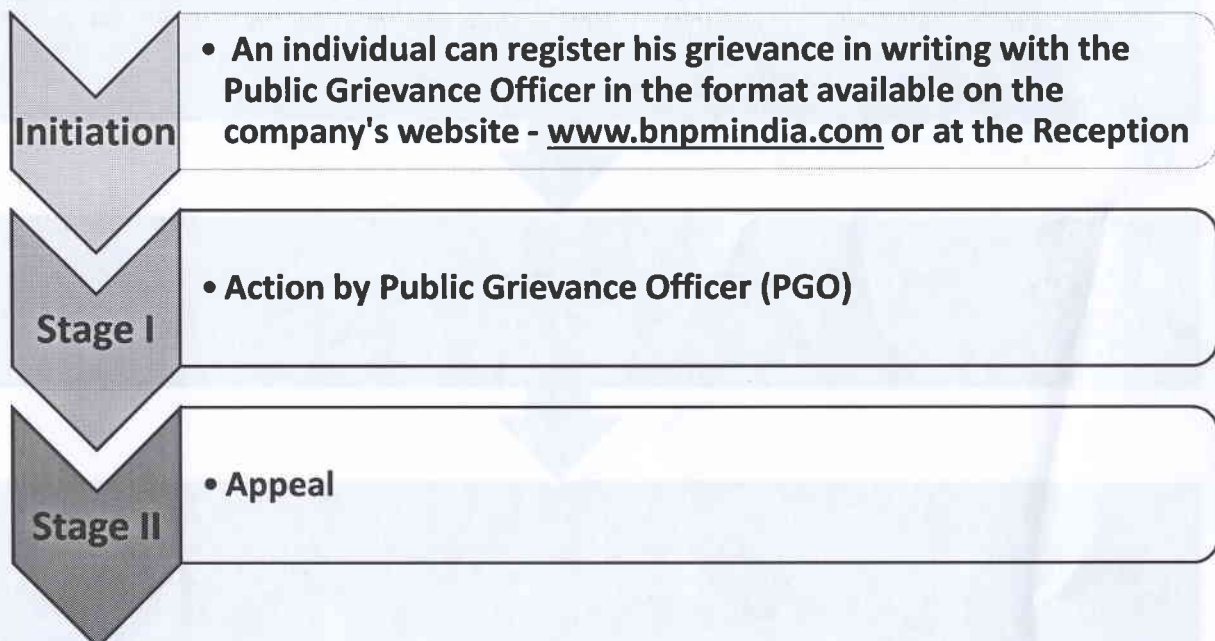 • An individual can register his grievance in writing with the
Public Grievance Officer in the format available on the
company's website - www.bnpmindia.com or at the Reception
Initiation
• Action by Public Grievance Officer (PGO)
Stage I
• Appeal
Stage II